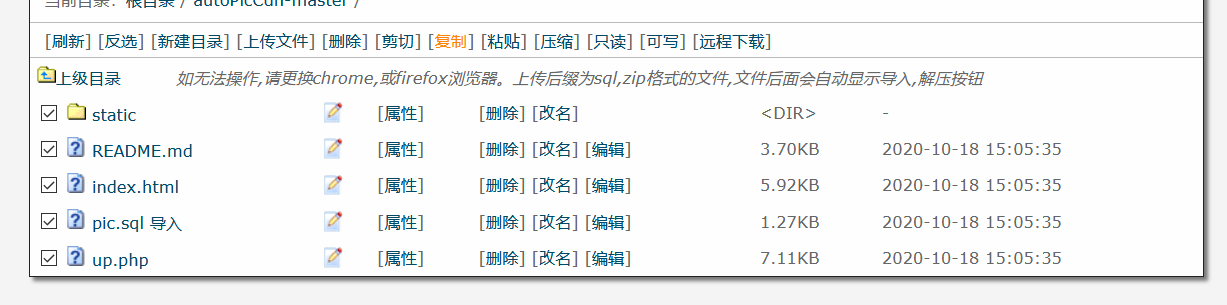 当前目录: 根目录 / autoPicCdn-master /
[刷新] [反选] [新建目录] [上传文件] [删除] [剪切] [复制] [粘贴] [压缩] [只读] [可写] [远程下载]
上级目录 如无法操作,请更换chrome,或firefox浏览器。上传后缀为sql,zip格式的文件,文件后面会自动显示导入,解压按钮
static [属性] [删除] [改名] <DIR> -
README.md [属性] [删除] [改名] [编辑] 3.70KB 2020-10-18 15:05:35
index.html [属性] [删除] [改名] [编辑] 5.92KB 2020-10-18 15:05:35
pic.sql 导入 [属性] [删除] [改名] [编辑] 1.27KB 2020-10-18 15:05:35
up.php [属性] [删除] [改名] [编辑] 7.11KB 2020-10-18 15:05:35